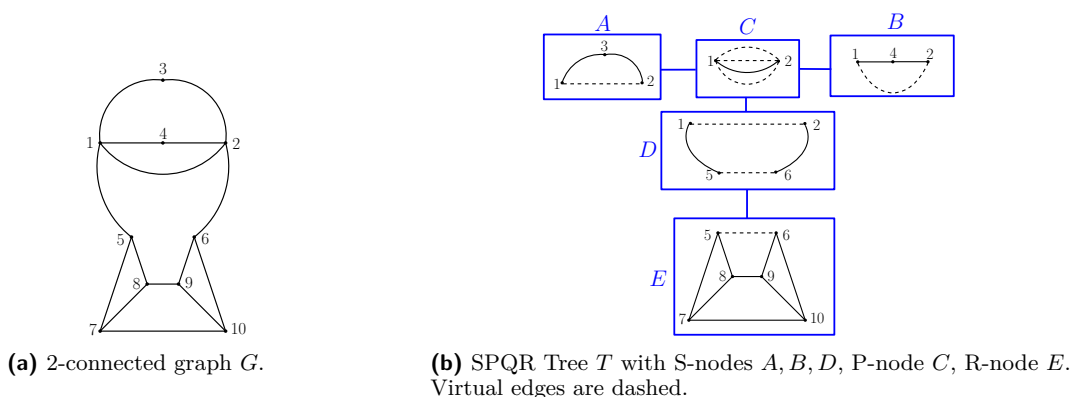 A
C
B
3
1 2
1 2
1 4 2
3
4
1 2
D
1 2
5 6
5 6
8 9
7 10
E
5 6
8 9
7 10
(a) 2-connected graph G.
(b) SPQR Tree T with S-nodes A, B, D, P-node C, R-node E.
Virtual edges are dashed.